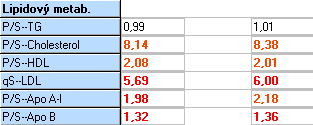 Lipidový metab.
P/S--TG 0,99 1,01
P/S--Cholesterol 8,14 8,38
P/S--HDL 2,08 2,01
qS--LDL 5,69 6,00
P/S--Apo A-I 1,98 2,18
P/S--Apo B 1,32 1,36